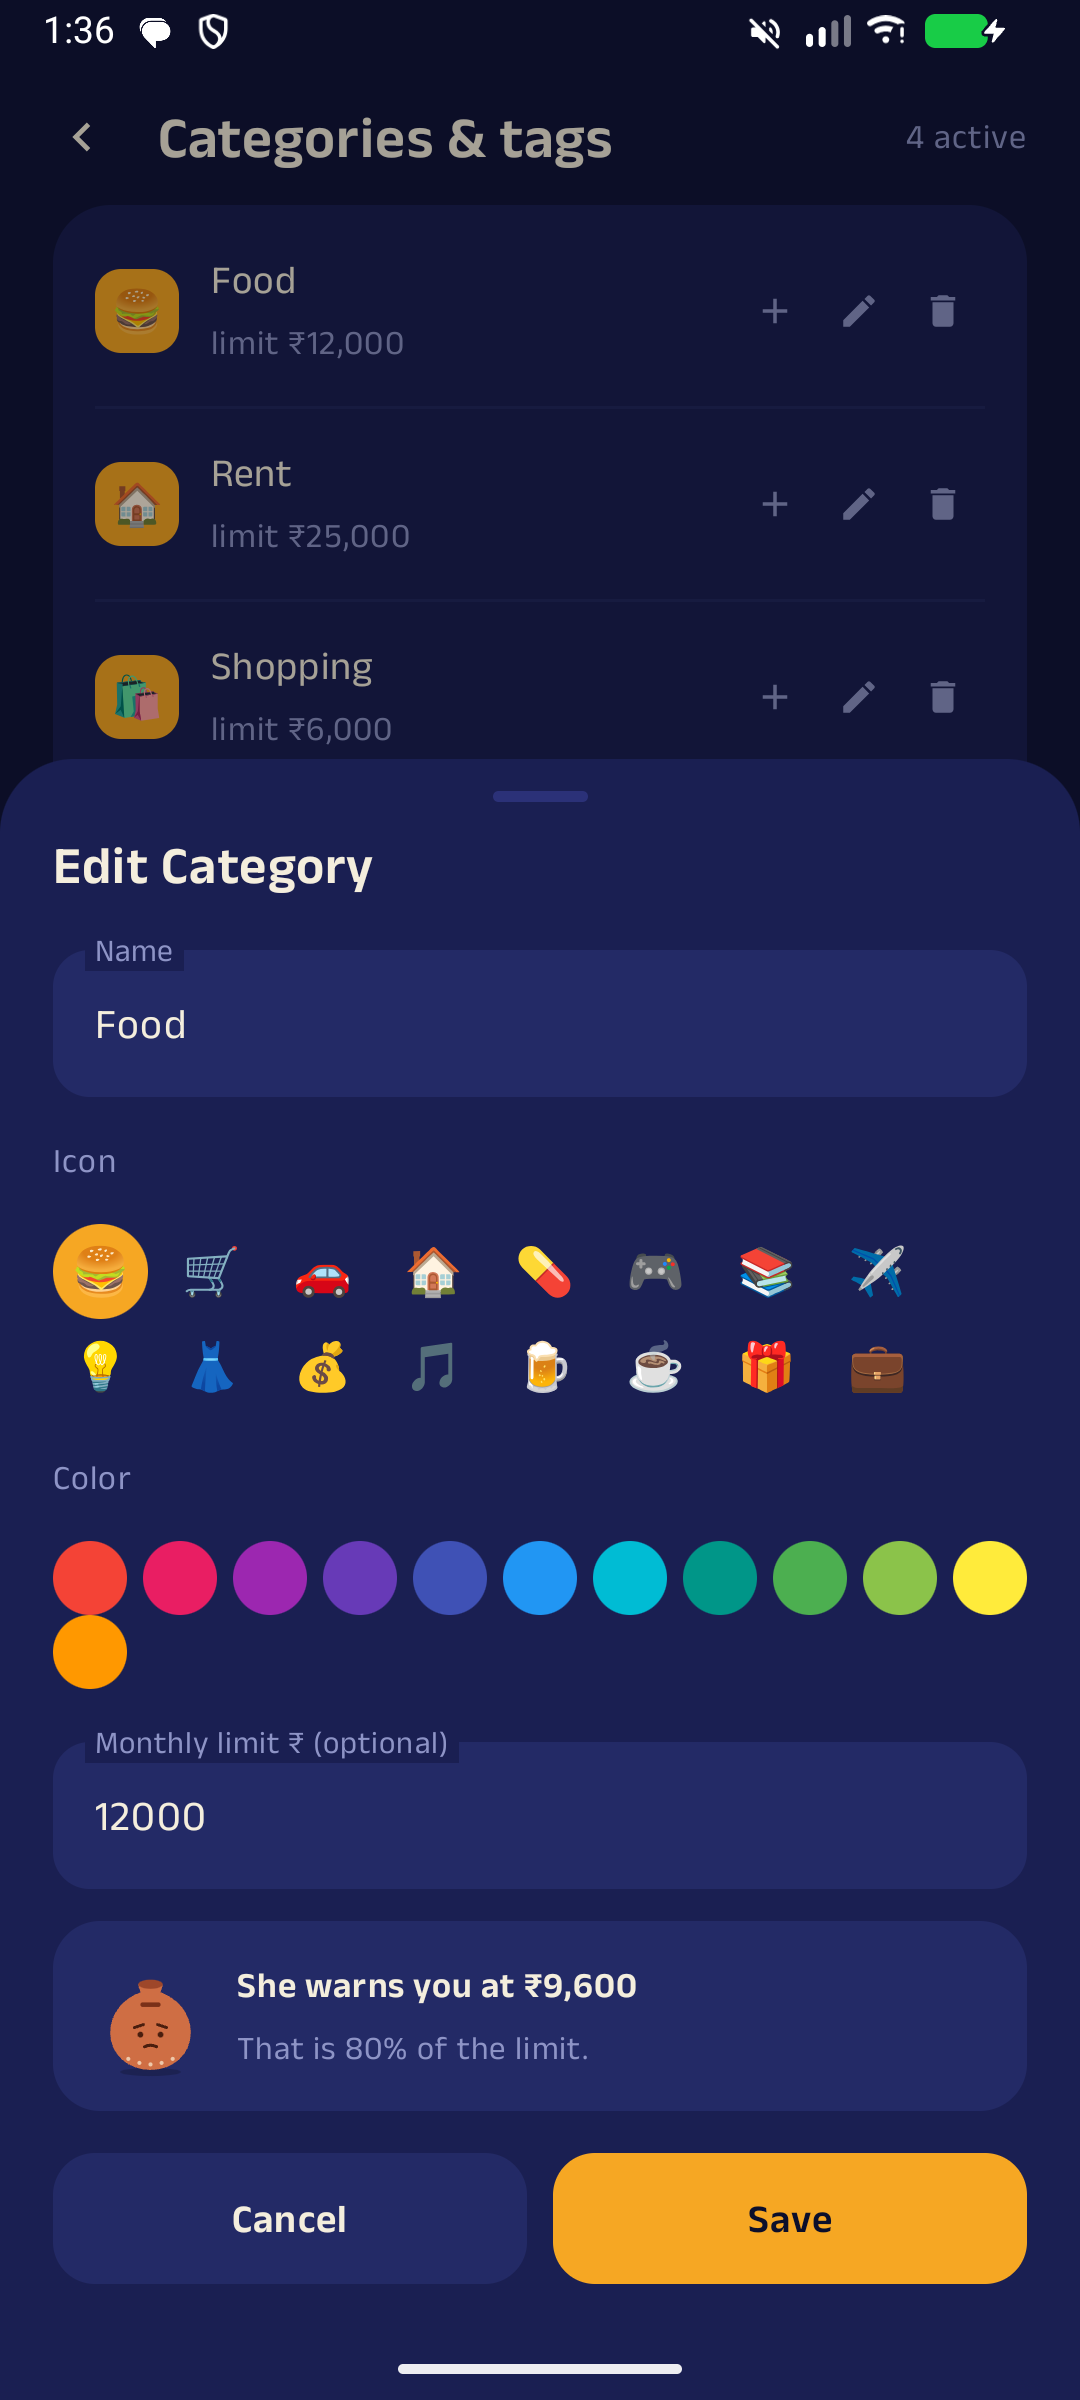 1:36
Categories & tags
4 active
Food
limit ₹12,000
Rent
limit ₹25,000
Shopping
limit ₹6,000
Edit Category
Name
Food
Icon
Color
Monthly limit ₹ (optional)
12000
She warns you at ₹9,600
That is 80% of the limit.
Cancel
Save